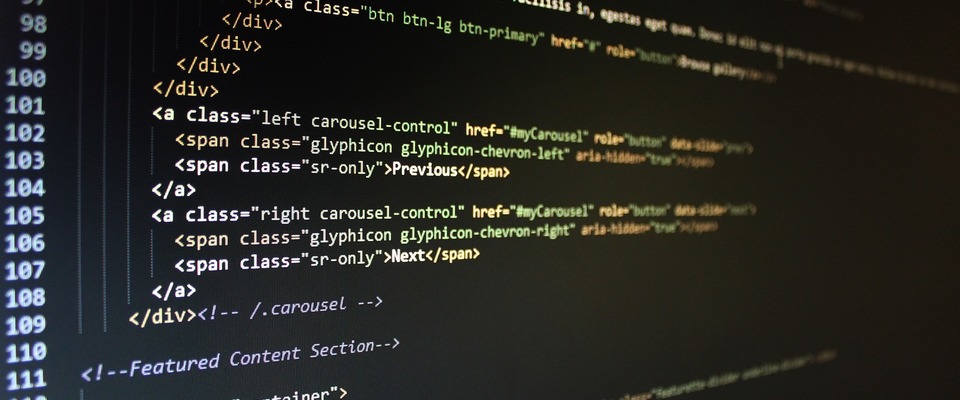 98 <a class="btn btn-lg btn-primary" href="#" role="button">Browse gallery
99 </div>
100 </div>
101 </div>
102 </div>
<a class="left carousel-control" href="#myCarousel" role="button" data-slide="prev">
103 <span class="glyphicon glyphicon-chevron-left" aria-hidden="true"></span>
104 <span class="sr-only">Previous</span>
105 </a>
106 <a class="right carousel-control" href="#myCarousel" role="button" data-slide="next">
107 <span class="glyphicon glyphicon-chevron-right" aria-hidden="true"></span>
108 <span class="sr-only">Next</span>
109 </a>
</div><!-- /.carousel -->
110
111 <!--Featured Content Section-->